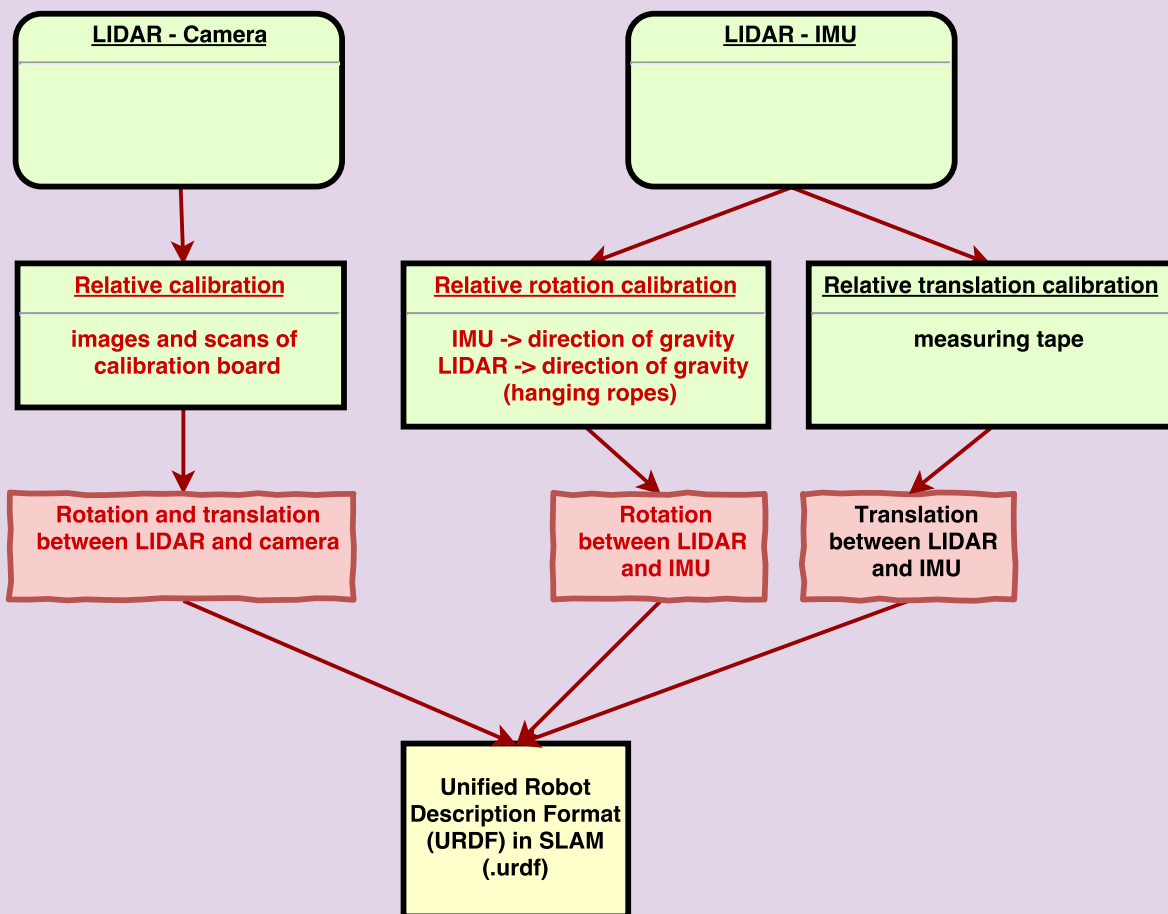 LIDAR - Camera
LIDAR - IMU
Relative calibration
images and scans of
calibration board
Relative rotation calibration
IMU -> direction of gravity
LIDAR -> direction of gravity
(hanging ropes)
Relative translation calibration
measuring tape
Rotation and translation
between LIDAR and camera
Rotation
between LIDAR
and IMU
Translation
between LIDAR
and IMU
Unified Robot
Description Format
(URDF) in SLAM
(.urdf)